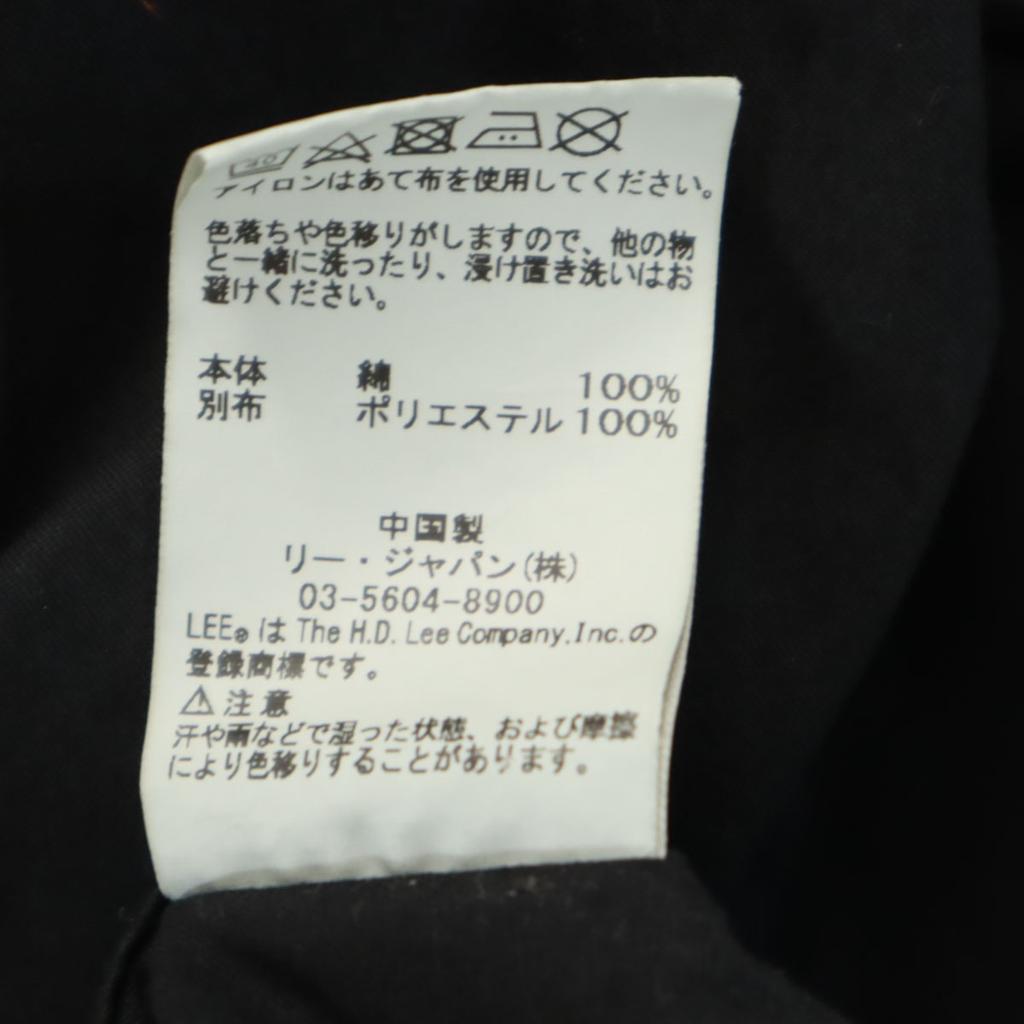 40
アイロンはあて布を使用してください。
色落ちや色移りがしますので、他の物
と一緒に洗ったり、浸け置き洗いはお
避けください。
本体 綿 100%
別布 ポリエステル 100%
中国製
リー・ジャパン(株)
03-5604-8900
LEE® は The H.D. Lee Company,Inc.の
登録商標です。
⚠ 注意
汗や雨などで湿った状態、および摩擦
により色移りすることがあります。